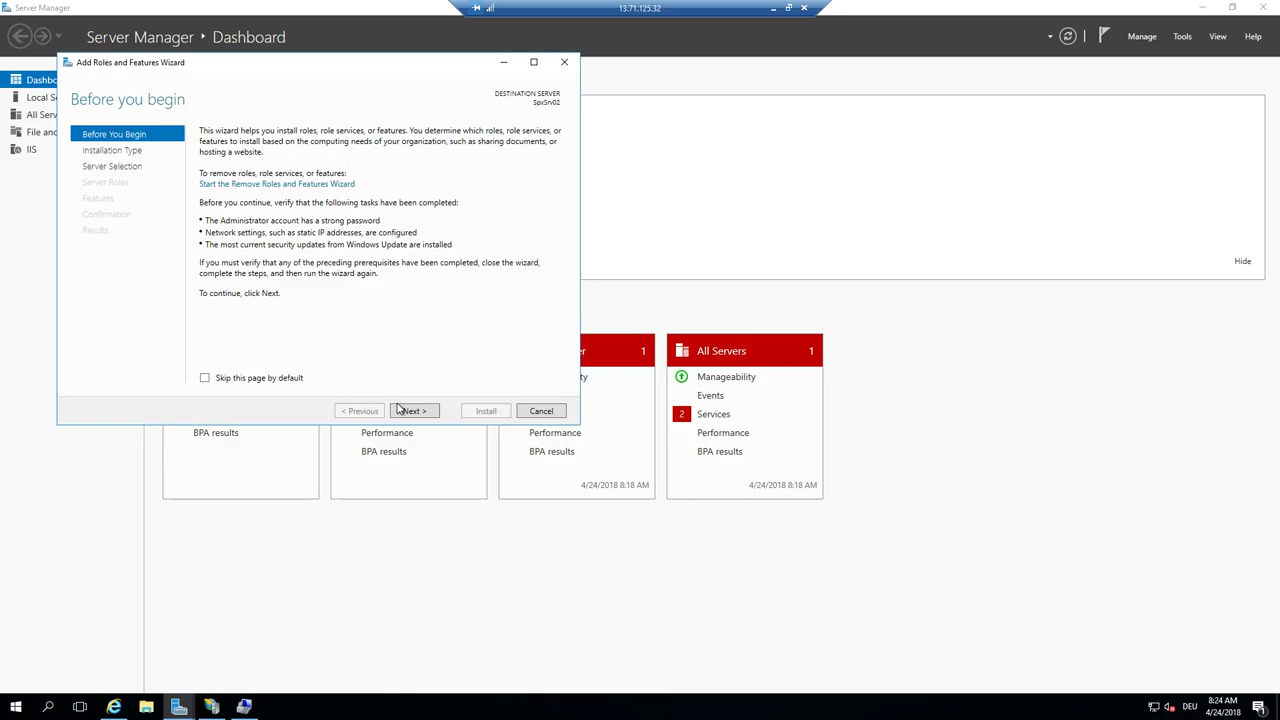 Server Manager
13.71.125.32
Server Manager ‣ Dashboard
Manage
Tools
View
Help
Add Roles and Features Wizard
Before you begin
DESTINATION SERVER
SpxSrv02
Before You Begin
Installation Type
Server Selection
Server Roles
Features
Confirmation
Results
This wizard helps you install roles, role services, or features. You determine which roles, role services, or
features to install based on the computing needs of your organization, such as sharing documents, or
hosting a website.
To remove roles, role services, or features:
Start the Remove Roles and Features Wizard
Before you continue, verify that the following tasks have been completed:
• The Administrator account has a strong password
• Network settings, such as static IP addresses, are configured
• The most current security updates from Windows Update are installed
If you must verify that any of the preceding prerequisites have been completed, close the wizard,
complete the steps, and then run the wizard again.
To continue, click Next.
Skip this page by default
< Previous
Next >
Install
Cancel
Dashbo
Local S
All Serv
File and
IIS
Hide
BPA results
Performance
BPA results
er 1
ty
Performance
BPA results
4/24/2018 8:18 AM
All Servers 1
Manageability
Events
2 Services
Performance
BPA results
4/24/2018 8:18 AM
DEU
8:24 AM
4/24/2018
1